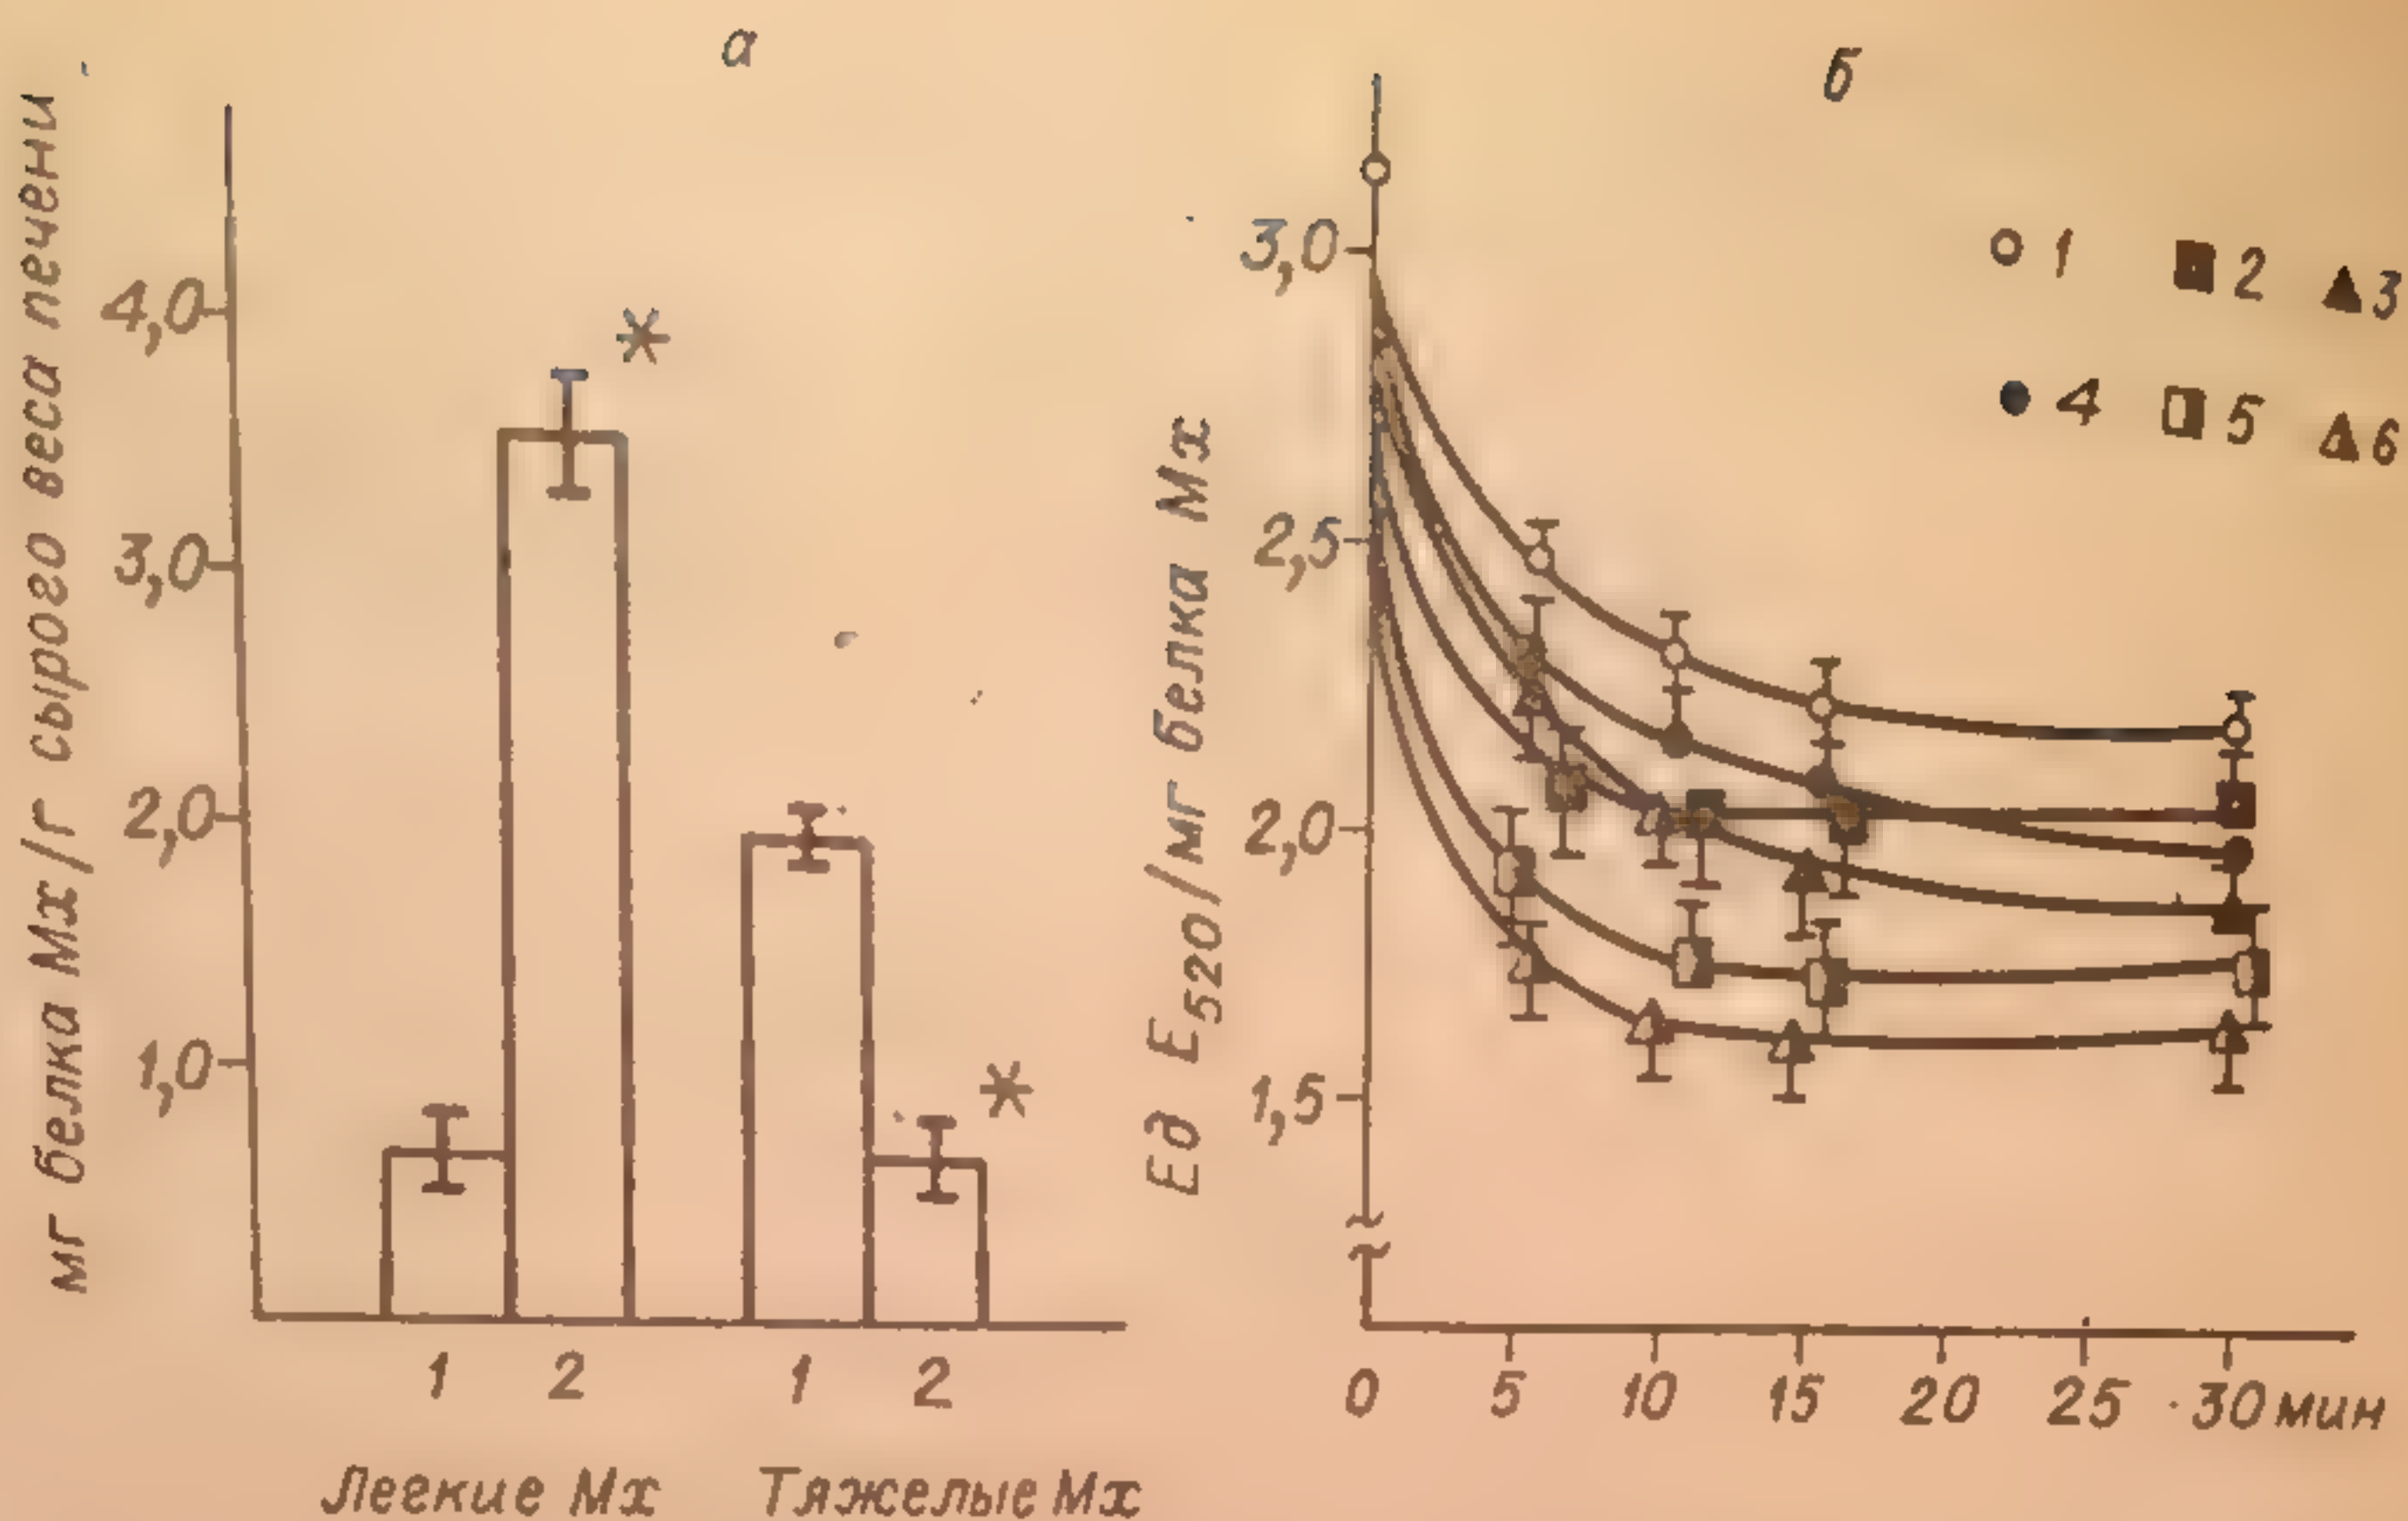 а
мг белка Мх/г сырого веса печени
4,0
3,0
2,0
1,0
1 2 1 2
Легкие Мх Тяжелые Мх
б
Ед E520/мг белка Мх
3,0
2,5
2,0
1,5
1 2 3
4 5 6
0 5 10 15 20 25 30 мин